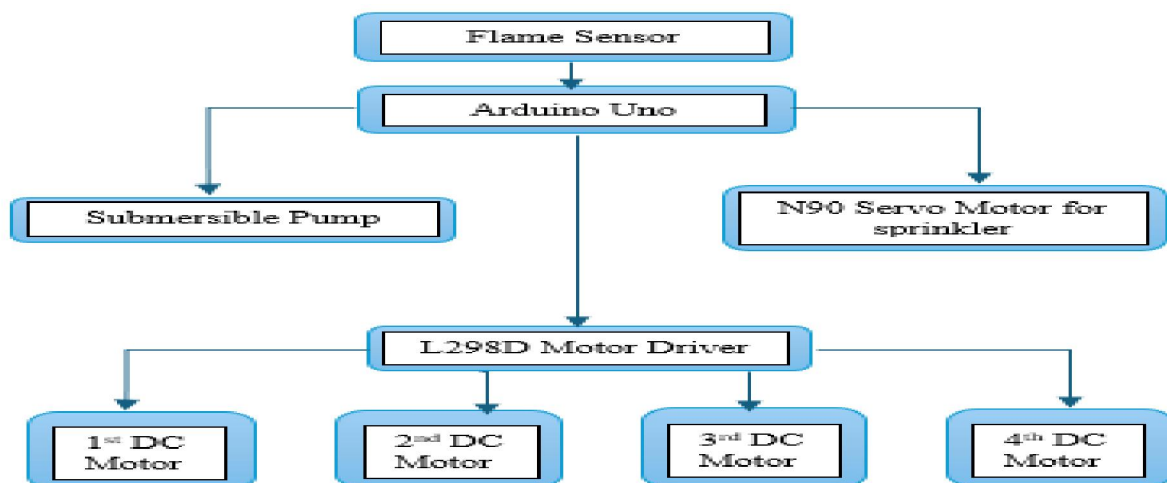 Flame Sensor
Arduino Uno
Submersible Pump
N90 Servo Motor for
sprinkler
L298D Motor Driver
1st DC
Motor
2nd DC
Motor
3rd DC
Motor
4th DC
Motor